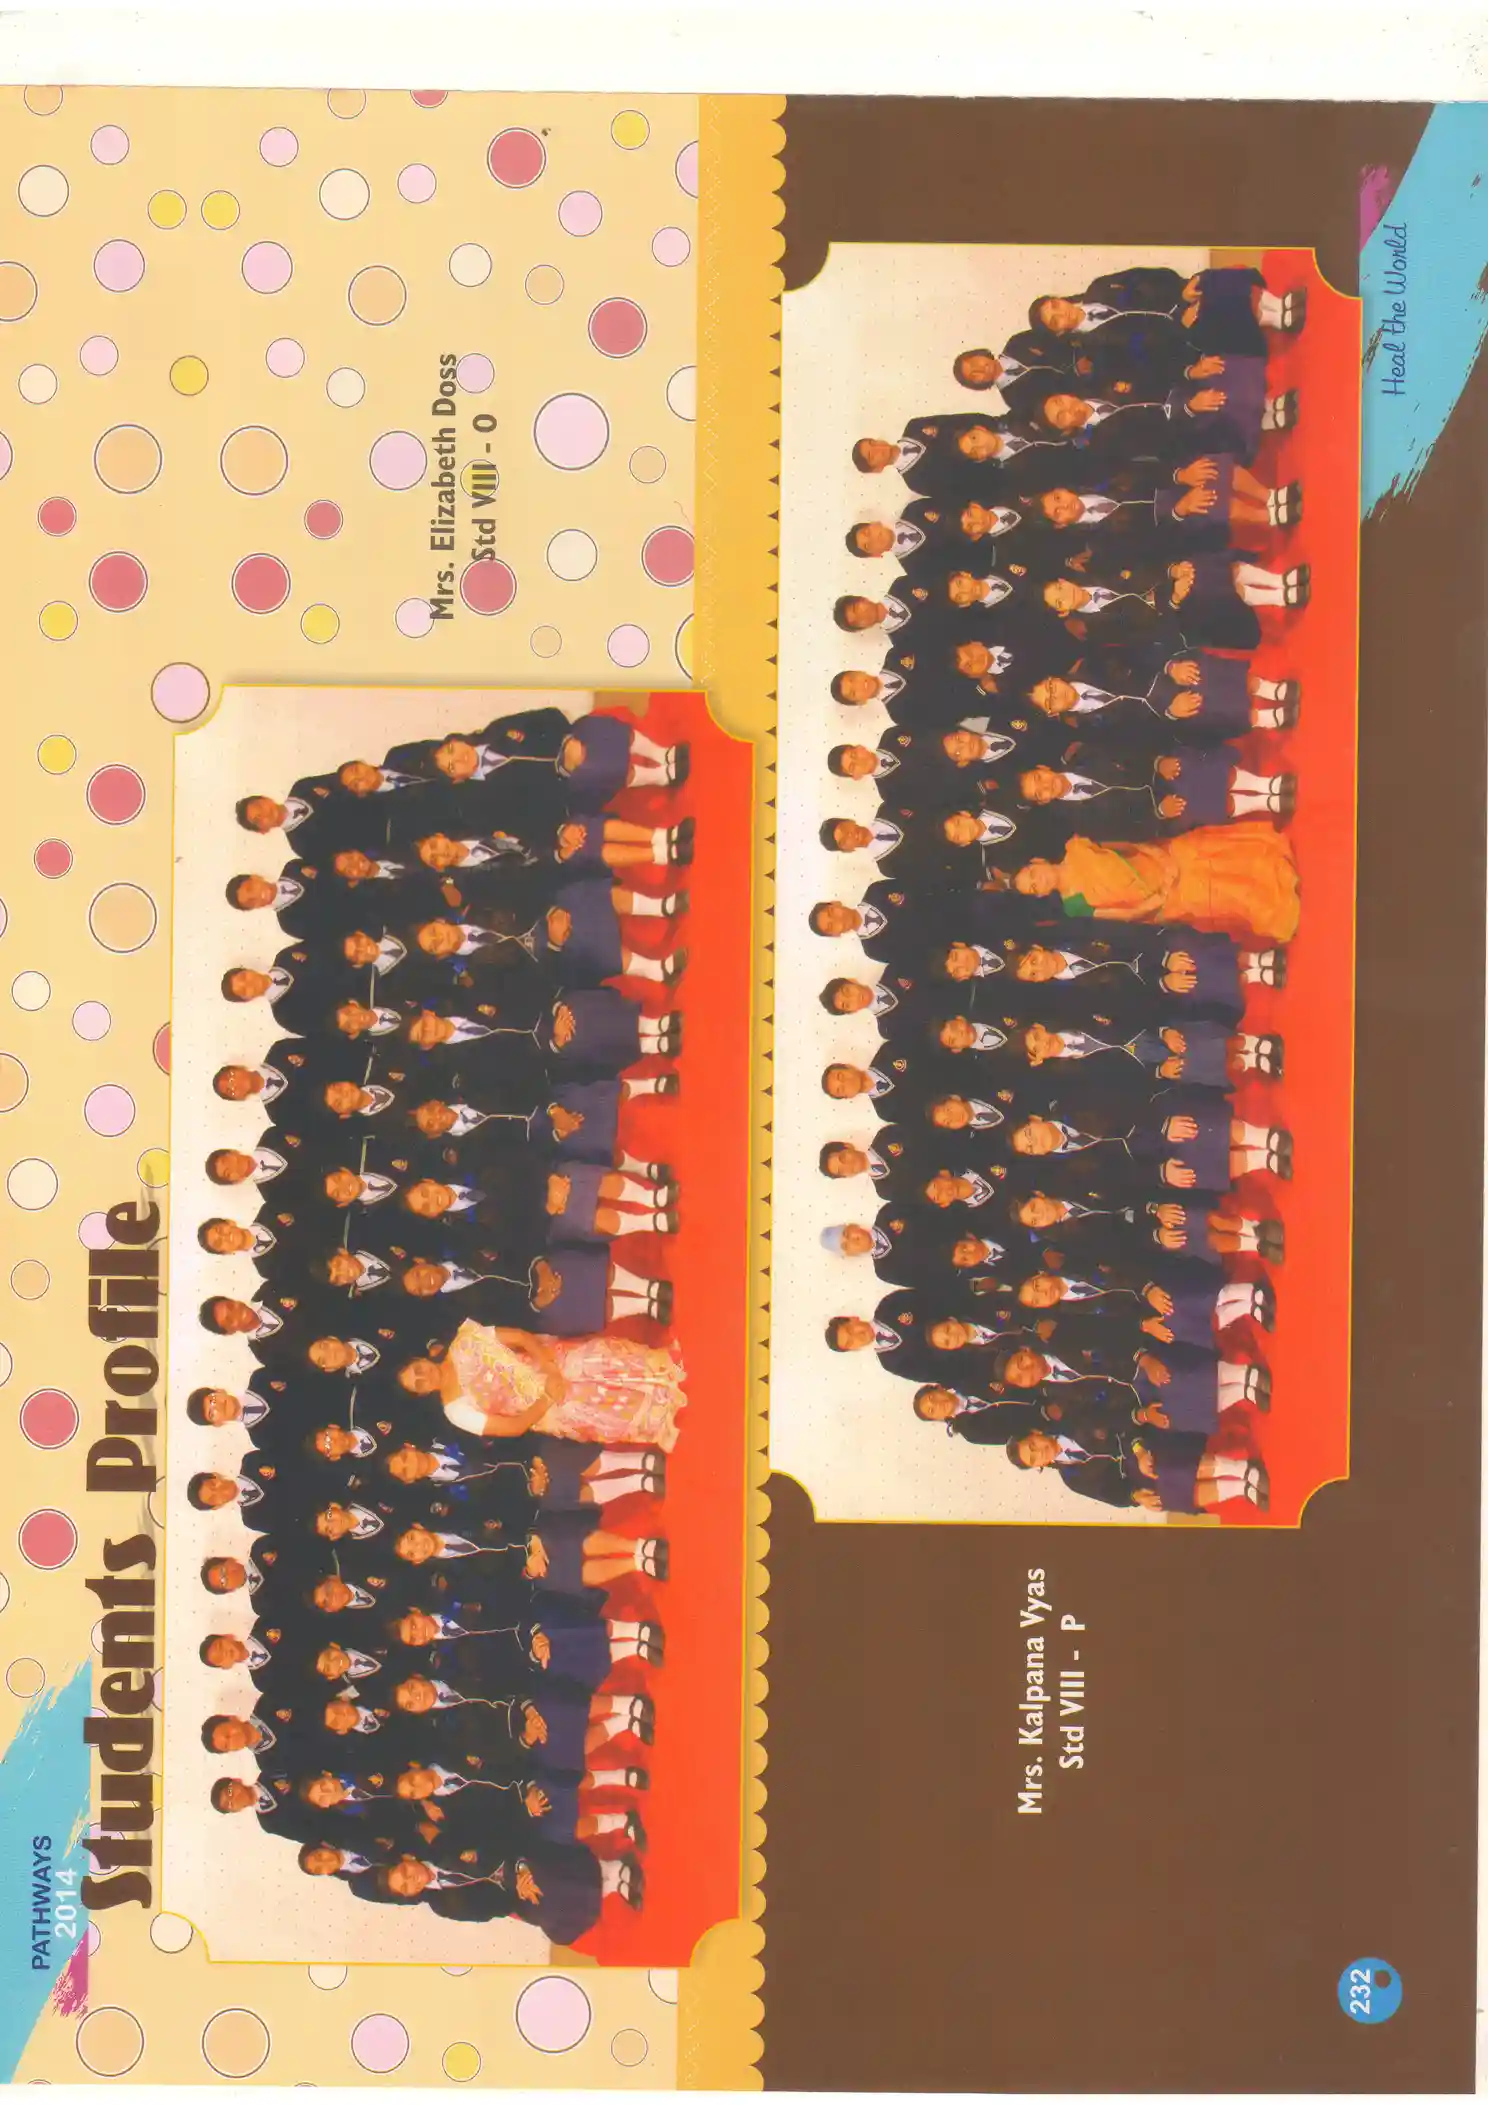 PATHWAYS
2014
Students Profile
Mrs. Elizabeth Doss
Std VIII - O
Mrs. Kalpana Vyas
Std VIII - P
232
Heal the World